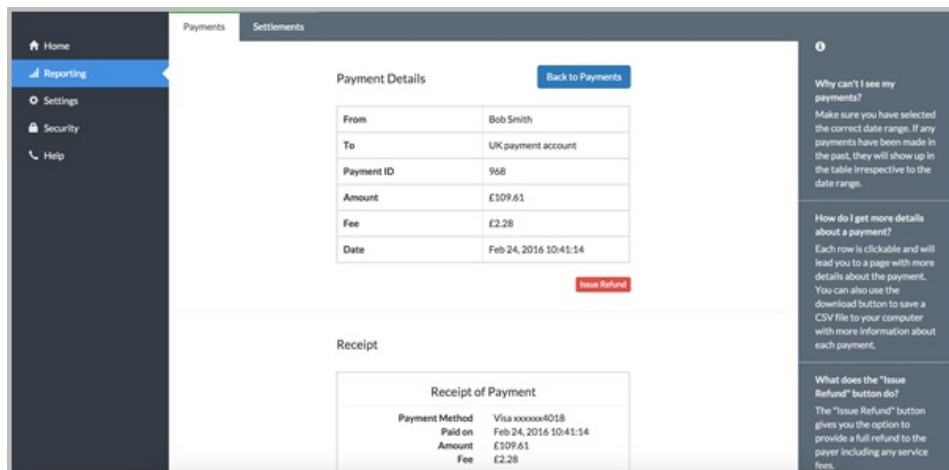 Payments
Settlements
Home
Reporting
Settings
Security
Help
Payment Details
Back to Payments
From Bob Smith
To UK payment account
Payment ID 968
Amount £109.61
Fee £2.28
Date Feb 24, 2016 10:41:14
Issue Refund
Receipt
Receipt of Payment
Payment Method Visa xxxxxx4018
Paid on Feb 24, 2016 10:41:14
Amount £109.61
Fee £2.28
Why can't I see my
payments?
Make sure you have selected
the correct date range. If any
payments have been made in
the past, they will show up in
the table irrespective to the
date range.
How do I get more details
about a payment?
Each row is clickable and will
lead you to a page with more
details about the payment.
You can also use the
download button to save a
CSV file to your computer
with more information about
each payment.
What does the "Issue
Refund" button do?
The "Issue Refund" button
gives you the option to
provide a full refund to the
payer including any service
fees.